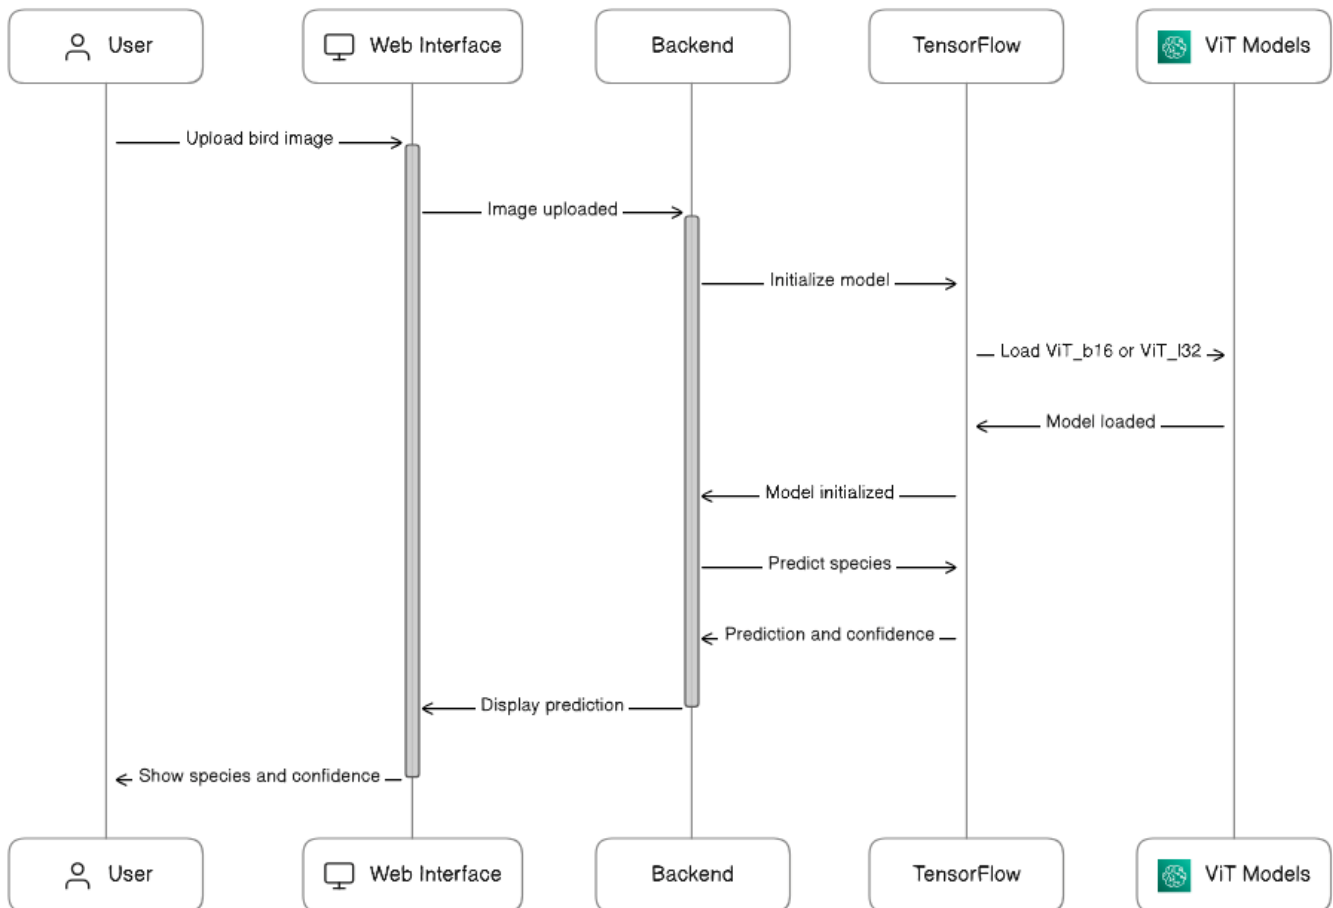 User
Web Interface
Backend
TensorFlow
ViT Models
Upload bird image
Image uploaded
Initialize model
Load ViT_b16 or ViT_l32
Model loaded
Model initialized
Predict species
Prediction and confidence
Display prediction
Show species and confidence
User
Web Interface
Backend
TensorFlow
ViT Models